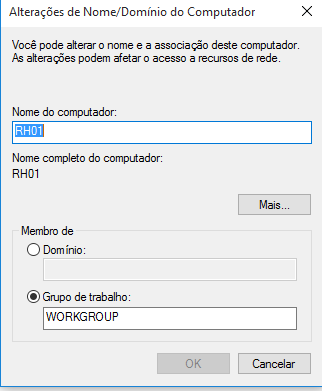 Alterações de Nome/Domínio do Computador
Você pode alterar o nome e a associação deste computador.
As alterações podem afetar o acesso a recursos de rede.
Nome do computador:
RH01
Nome completo do computador:
RH01
Mais...
Membro de
Domínio:
Grupo de trabalho:
WORKGROUP
OK
Cancelar